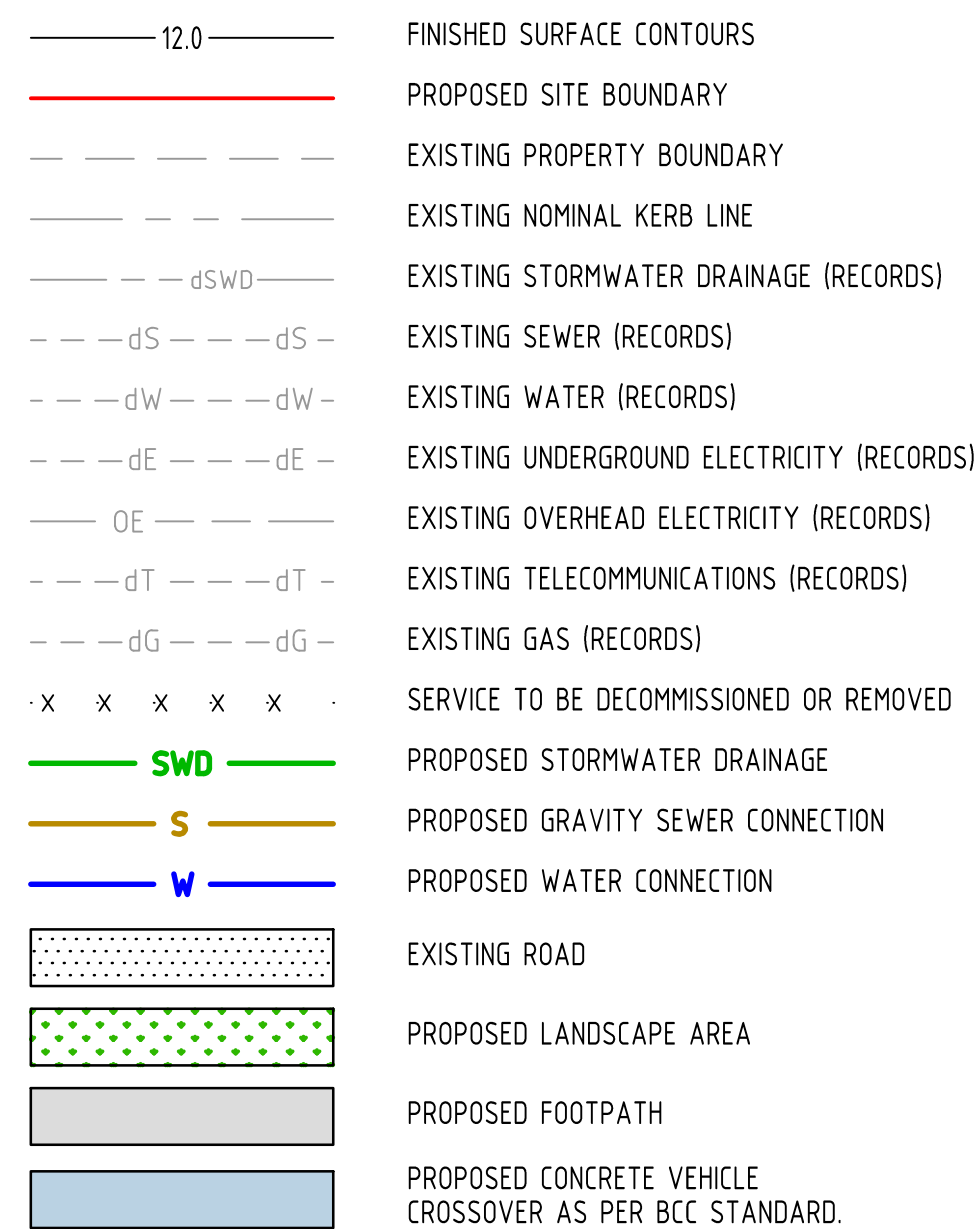 12.0 FINISHED SURFACE CONTOURS
PROPOSED SITE BOUNDARY
EXISTING PROPERTY BOUNDARY
EXISTING NOMINAL KERB LINE
dSWD EXISTING STORMWATER DRAINAGE (RECORDS)
dS dS EXISTING SEWER (RECORDS)
dW dW EXISTING WATER (RECORDS)
dE dE EXISTING UNDERGROUND ELECTRICITY (RECORDS)
OE EXISTING OVERHEAD ELECTRICITY (RECORDS)
dT dT EXISTING TELECOMMUNICATIONS (RECORDS)
dG dG EXISTING GAS (RECORDS)
X X X X X SERVICE TO BE DECOMMISSIONED OR REMOVED
SWD PROPOSED STORMWATER DRAINAGE
S PROPOSED GRAVITY SEWER CONNECTION
W PROPOSED WATER CONNECTION
EXISTING ROAD
PROPOSED LANDSCAPE AREA
PROPOSED FOOTPATH
PROPOSED CONCRETE VEHICLE
CROSSOVER AS PER BCC STANDARD.